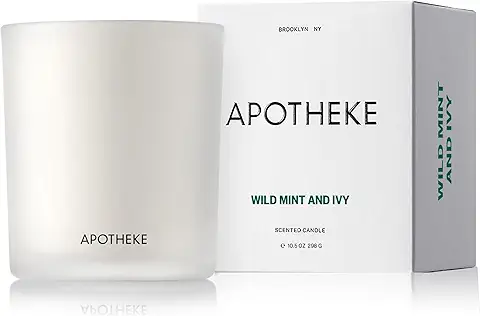 APOTHEKE
BROOKLYN NY
APOTHEKE
WILD MINT AND IVY
SCENTED CANDLE
℮ 10.5 OZ 298 G
WILD MINT
AND IVY